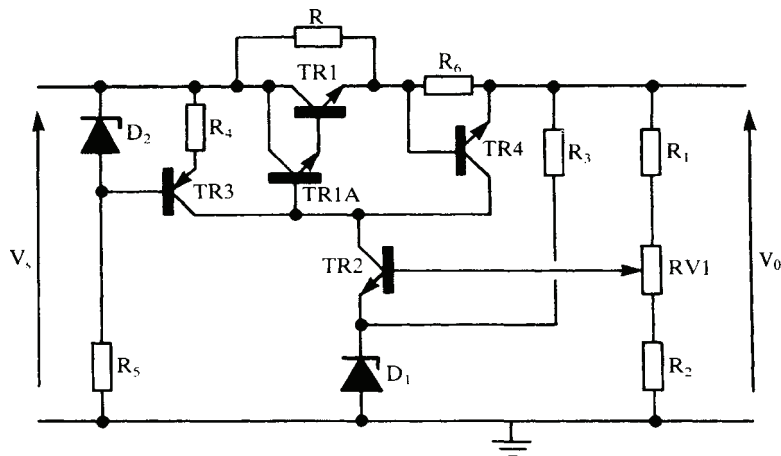 R
TR1
R₆
D₂
R₄
TR4
R₃
R₁
TR3
TR1A
Vₛ
TR2
RV1
V₀
R₅
D₁
R₂